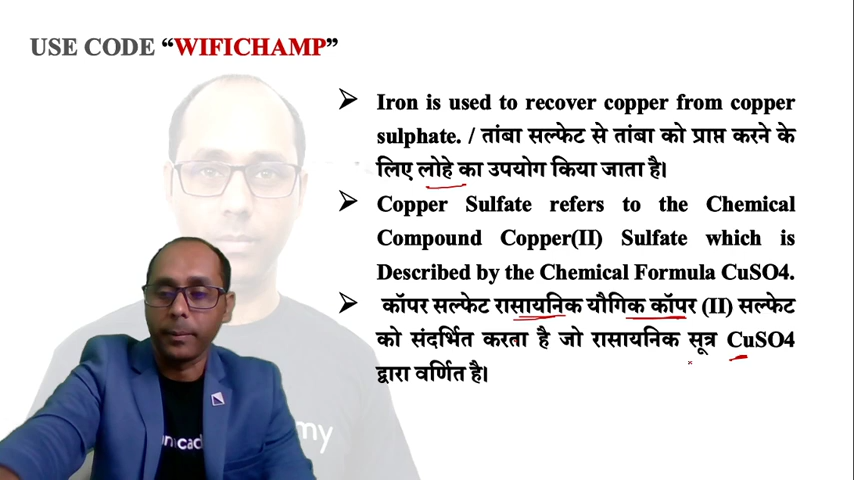 USE CODE “WIFICHAMP”
➢ Iron is used to recover copper from copper
sulphate. / तांबा सल्फेट से तांबा को प्राप्त करने के
लिए लोहे का उपयोग किया जाता है।
➢ Copper Sulfate refers to the Chemical
Compound Copper(II) Sulfate which is
Described by the Chemical Formula CuSO4.
➢ कॉपर सल्फेट रासायनिक यौगिक कॉपर (II) सल्फेट
को संदर्भित करता है जो रासायनिक सूत्र CuSO4
द्वारा वर्णित है।